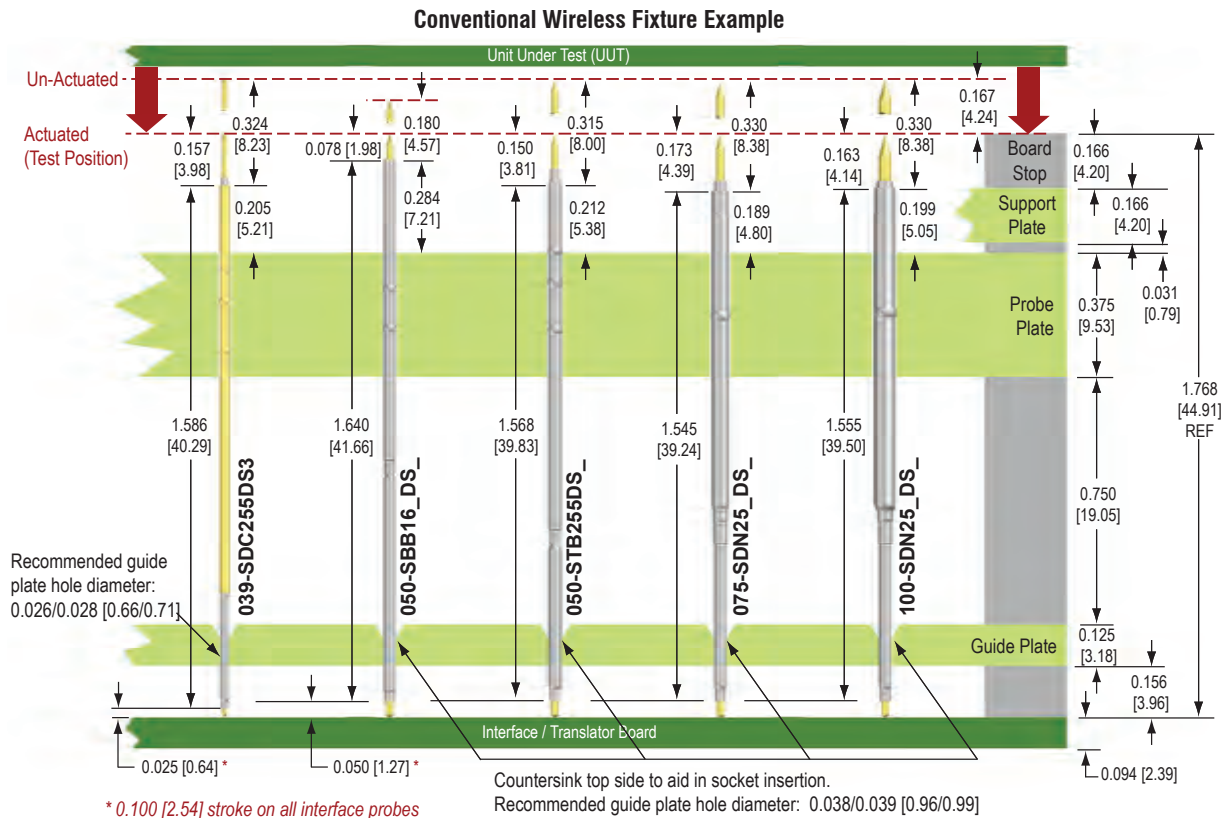 Conventional Wireless Fixture Example
Unit Under Test (UUT)
Un-Actuated
Actuated
(Test Position)
0.157
[3.98]
0.324
[8.23]
0.205
[5.21]
0.078 [1.98]
0.180
[4.57]
0.284
[7.21]
0.150
[3.81]
0.315
[8.00]
0.212
[5.38]
0.173
[4.39]
0.330
[8.38]
0.189
[4.80]
0.163
[4.14]
0.330
[8.38]
0.199
[5.05]
0.167
[4.24]
Board
Stop
0.166
[4.20]
Support
Plate
0.166
[4.20]
0.031
[0.79]
Probe
Plate
0.375
[9.53]
1.768
[44.91]
REF
1.586
[40.29]
039-SDC255DS3
1.640
[41.66]
050-SBB16_DS_
1.568
[39.83]
050-STB255DS_
1.545
[39.24]
075-SDN25_DS_
1.555
[39.50]
100-SDN25_DS_
0.750
[19.05]
Recommended guide
plate hole diameter:
0.026/0.028 [0.66/0.71]
Guide Plate
0.125
[3.18]
0.156
[3.96]
Interface / Translator Board
0.025 [0.64] *
0.050 [1.27] *
0.094 [2.39]
Countersink top side to aid in socket insertion.
Recommended guide plate hole diameter: 0.038/0.039 [0.96/0.99]
* 0.100 [2.54] stroke on all interface probes